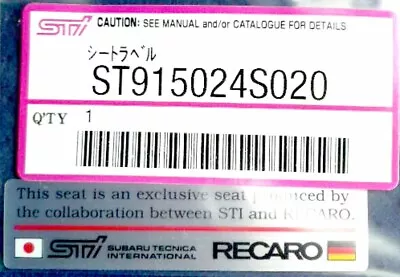 STI CAUTION: SEE MANUAL and/or CATALOGUE FOR DETAILS
シートラベﾞル
ST915024S020
Q'TY 1
This seat is an exclusive seat produced by
the collaboration between STI and RECARO.
STI SUBARU TECNICA INTERNATIONAL RECARO